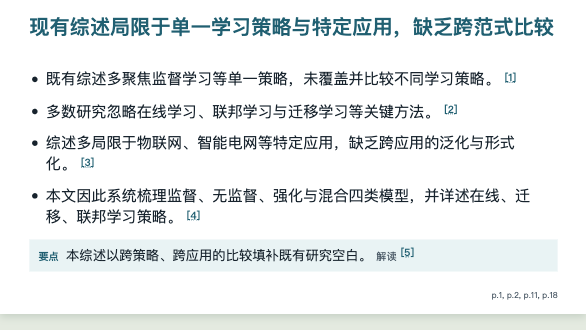 现有综述局限于单一学习策略与特定应用，缺乏跨范式比较
• 既有综述多聚焦监督学习等单一策略，未覆盖并比较不同学习策略。 [1]
• 多数研究忽略在线学习、联邦学习与迁移学习等关键方法。 [2]
• 综述多局限于物联网、智能电网等特定应用，缺乏跨应用的泛化与形式
化。 [3]
• 本文因此系统梳理监督、无监督、强化与混合四类模型，并详述在线、迁
移、联邦学习策略。 [4]
要点 本综述以跨策略、跨应用的比较填补既有研究空白。 解读 [5]
p.1, p.2, p.11, p.18